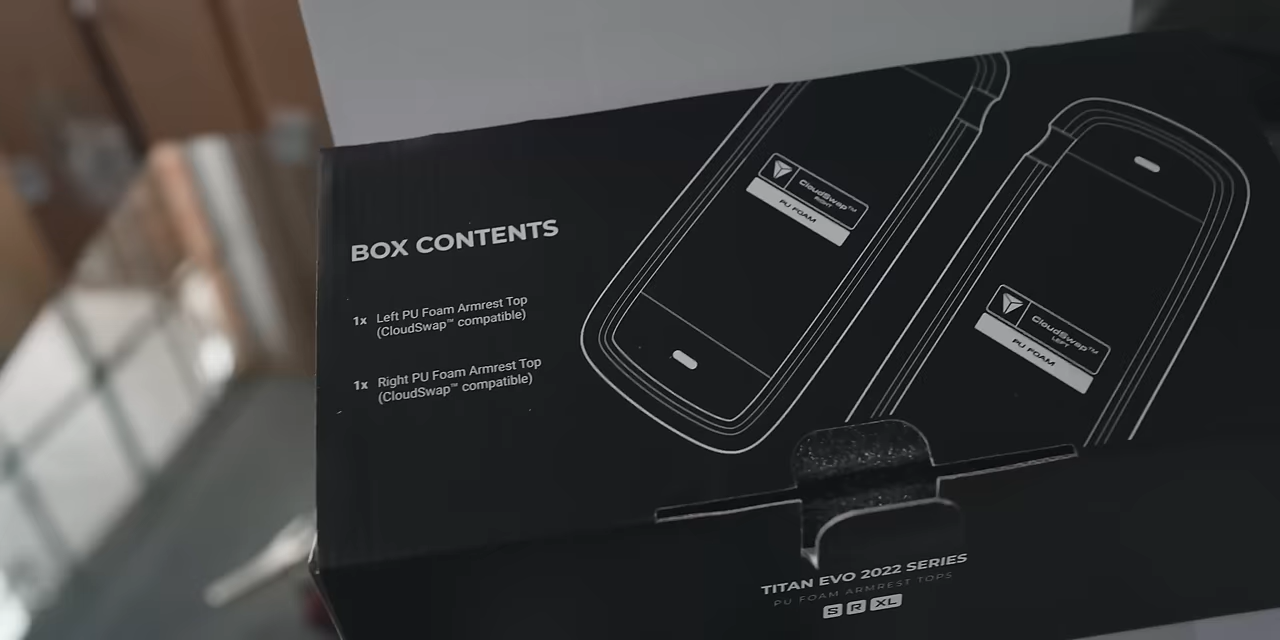 BOX CONTENTS
1x Left PU Foam Armrest Top
(CloudSwap™ compatible)
1x Right PU Foam Armrest Top
(CloudSwap™ compatible)
CloudSwap™
RIGHT
PU FOAM
CloudSwap™
LEFT
PU FOAM
TITAN EVO 2022 SERIES
PU FOAM ARMREST TOPS
S R XL